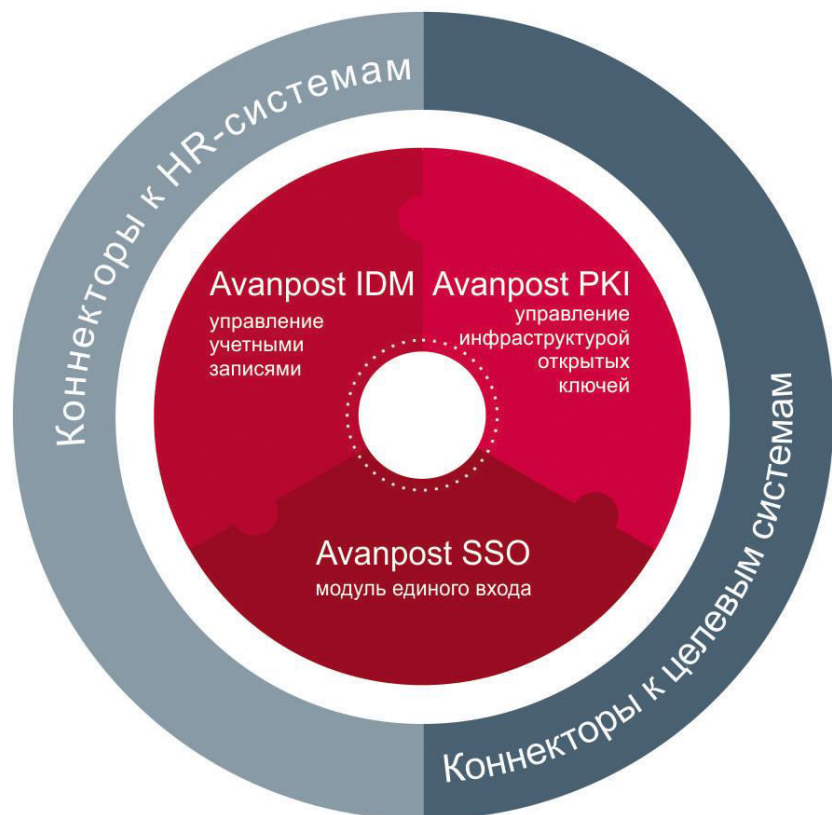 Коннекторы к HR-системам
Avanpost IDM
управление
учетными
записями
Avanpost PKI
управление
инфраструктурой
открытых
ключей
Avanpost SSO
модуль единого входа
Коннекторы к целевым системам